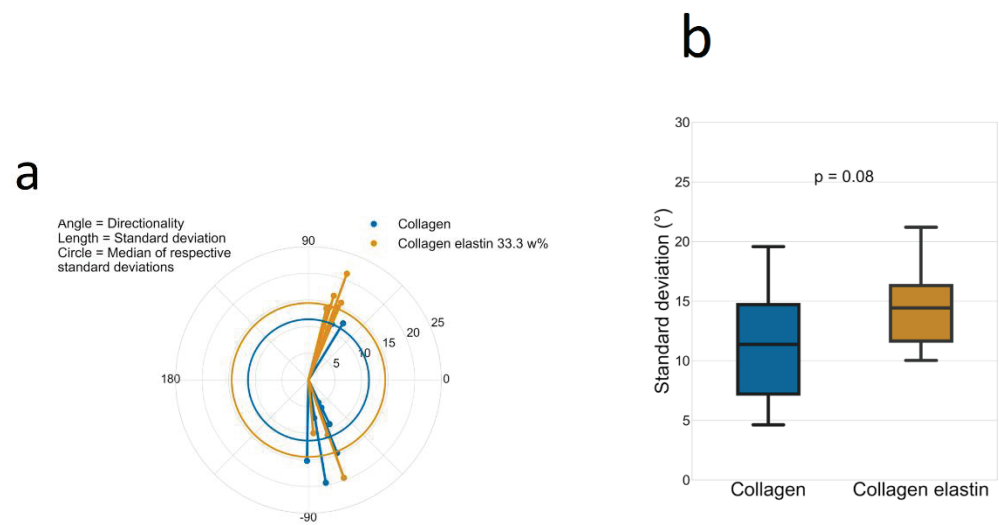 a
Angle = Directionality
Length = Standard deviation
Circle = Median of respective
standard deviations
Collagen
Collagen elastin 33.3 w%
90
25
20
15
10
5
180
0
-90
b
30
25
20
15
10
5
0
Standard deviation (°)
p = 0.08
Collagen
Collagen elastin